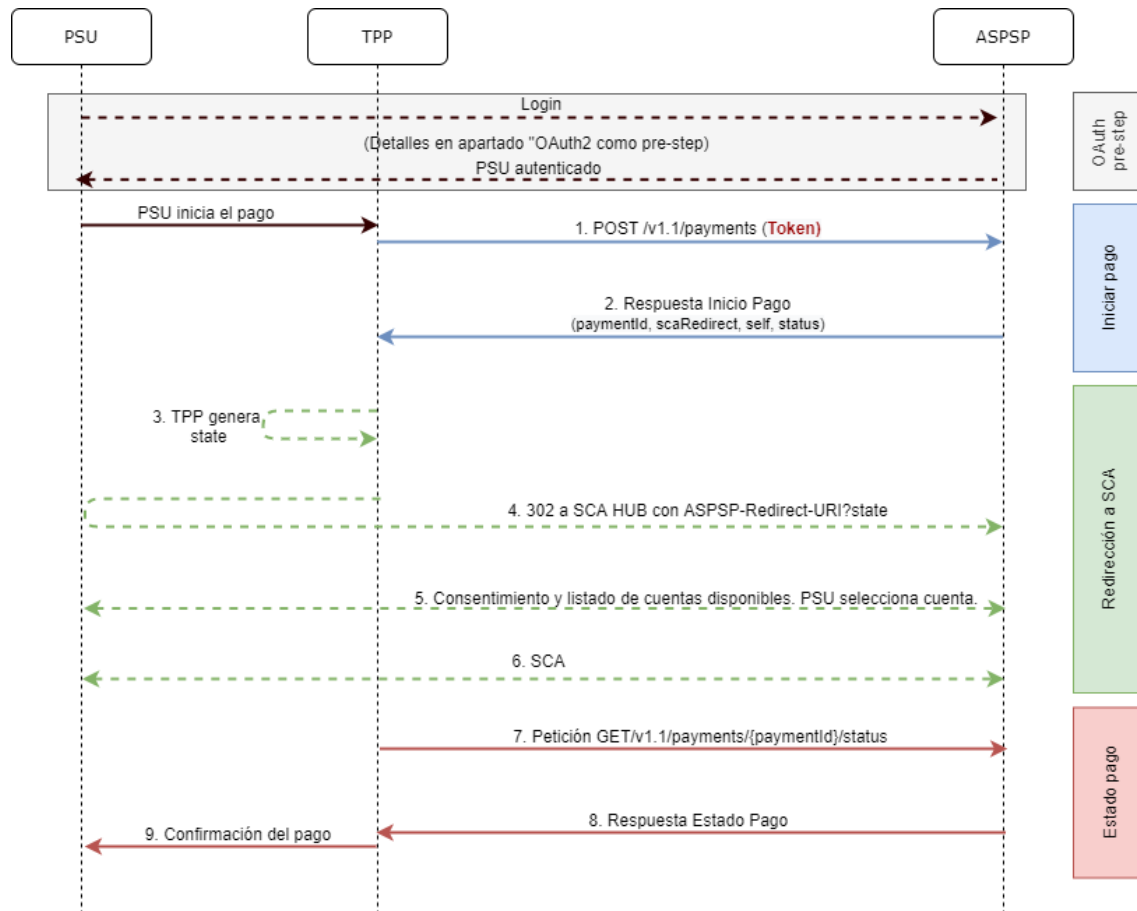 PSU
TPP
ASPSP
Login
(Detalles en apartado "OAuth2 como pre-step)
PSU autenticado
OAuth
pre-step
PSU inicia el pago
1. POST /v1.1/payments (Token)
2. Respuesta Inicio Pago
(paymentId, scaRedirect, self, status)
Iniciar pago
3. TPP genera
state
4. 302 a SCA HUB con ASPSP-Redirect-URI?state
5. Consentimiento y listado de cuentas disponibles. PSU selecciona cuenta.
6. SCA
Redirección a SCA
7. Petición GET/v1.1/payments/{paymentId}/status
8. Respuesta Estado Pago
9. Confirmación del pago
Estado pago